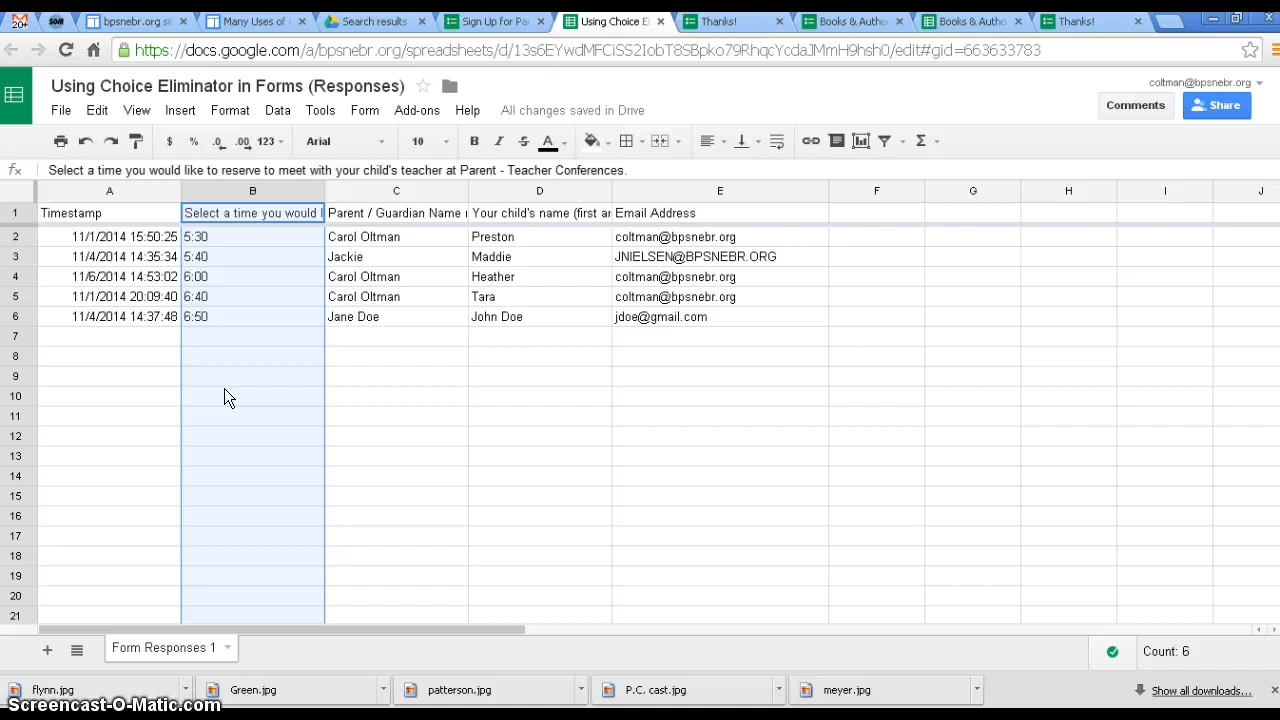 20+ SDM bpsnebr.org si Many Uses of Search results Sign Up for Pa Using Choice El Thanks! Books & Autho Books & Autho Thanks!
https://docs.google.com/a/bpsnebr.org/spreadsheets/d/13s6EYwdMFCiSS2IobT8SBpko7yRhqcYcdaJMmH9hsh0/edit#gid=663633783
Using Choice Eliminator in Forms (Responses)
coltman@bpsnebr.org
File Edit View Insert Format Data Tools Form Add-ons Help All changes saved in Drive
Comments Share
$ % .0 .00 123 Arial 10 B I S A Σ
fx Select a time you would like to reserve to meet with your child's teacher at Parent - Teacher Conferences.
A B C D E F G H I J
1 Timestamp Select a time you would l Parent / Guardian Name Your child's name (first an Email Address
2 11/1/2014 15:50:25 5:30 Carol Oltman Preston coltman@bpsnebr.org
3 11/4/2014 14:35:34 5:40 Jackie Maddie JNIELSEN@BPSNEBR.ORG
4 11/6/2014 14:53:02 6:00 Carol Oltman Heather coltman@bpsnebr.org
5 11/1/2014 20:09:40 6:40 Carol Oltman Tara coltman@bpsnebr.org
6 11/4/2014 14:37:48 6:50 Jane Doe John Doe jdoe@gmail.com
7
8
9
10
11
12
13
14
15
16
17
18
19
20
21
Form Responses 1
Count: 6
flynn.jpg Green.jpg patterson.jpg P.C. cast.jpg meyer.jpg Show all downloads...
Screencast-O-Matic.com